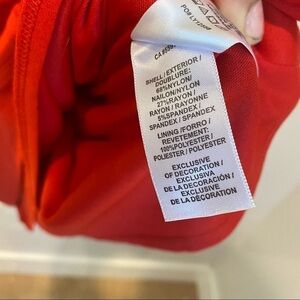 SHELL / EXTERIOR /
DOUBLURE:
68%NYLON/
NAILON/NYLON
27%RAYON /
RAYON / RAYONNE
5%SPANDEX /
SPANDEX / SPANDEX
LINING /FORRO /
REVETEMENT:
100%POLYESTER /
POLIESTER / POLYESTER
EXCLUSIVE
OF DECORATION /
EXCLUSIVA
DE LA DECORACIÓN /
EXCLUSIVE
DE LA DÉCORATION